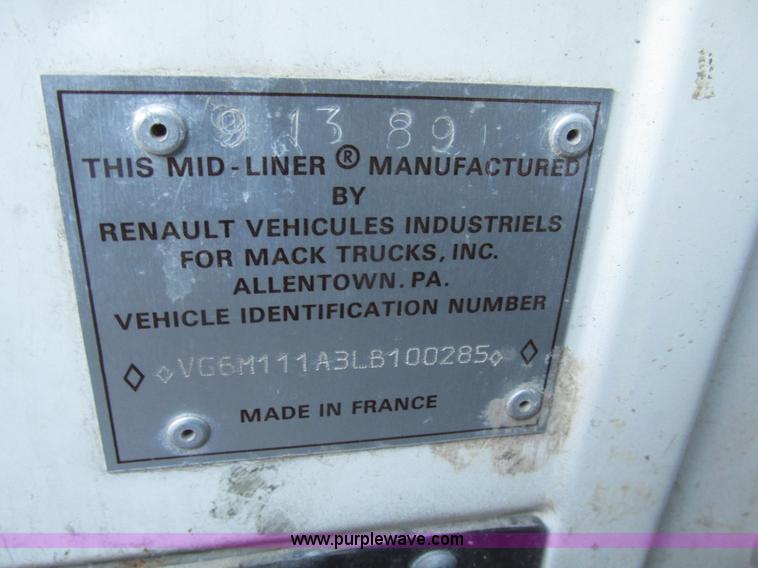 9 13 89
THIS MID-LINER ® MANUFACTURED
BY
RENAULT VEHICULES INDUSTRIELS
FOR MACK TRUCKS, INC.
ALLENTOWN. PA.
VEHICLE IDENTIFICATION NUMBER
VG6M111A3LB100285
MADE IN FRANCE
www.purplewave.com